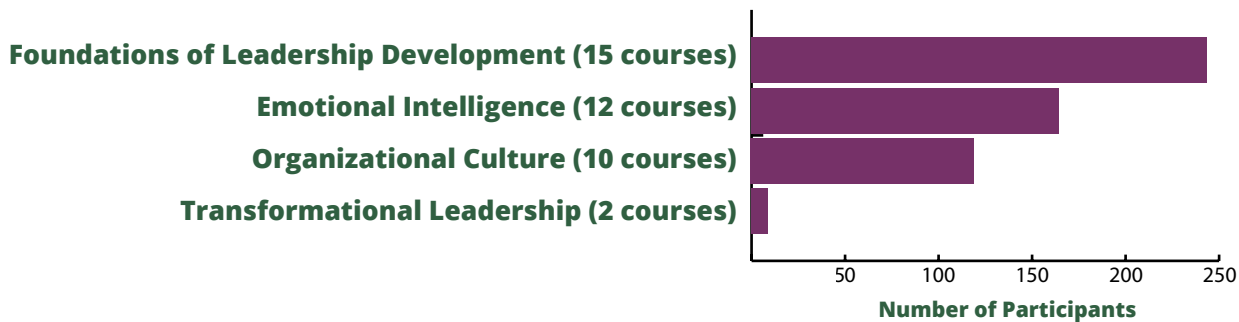 Foundations of Leadership Development (15 courses)
Emotional Intelligence (12 courses)
Organizational Culture (10 courses)
Transformational Leadership (2 courses)
50 100 150 200 250
Number of Participants